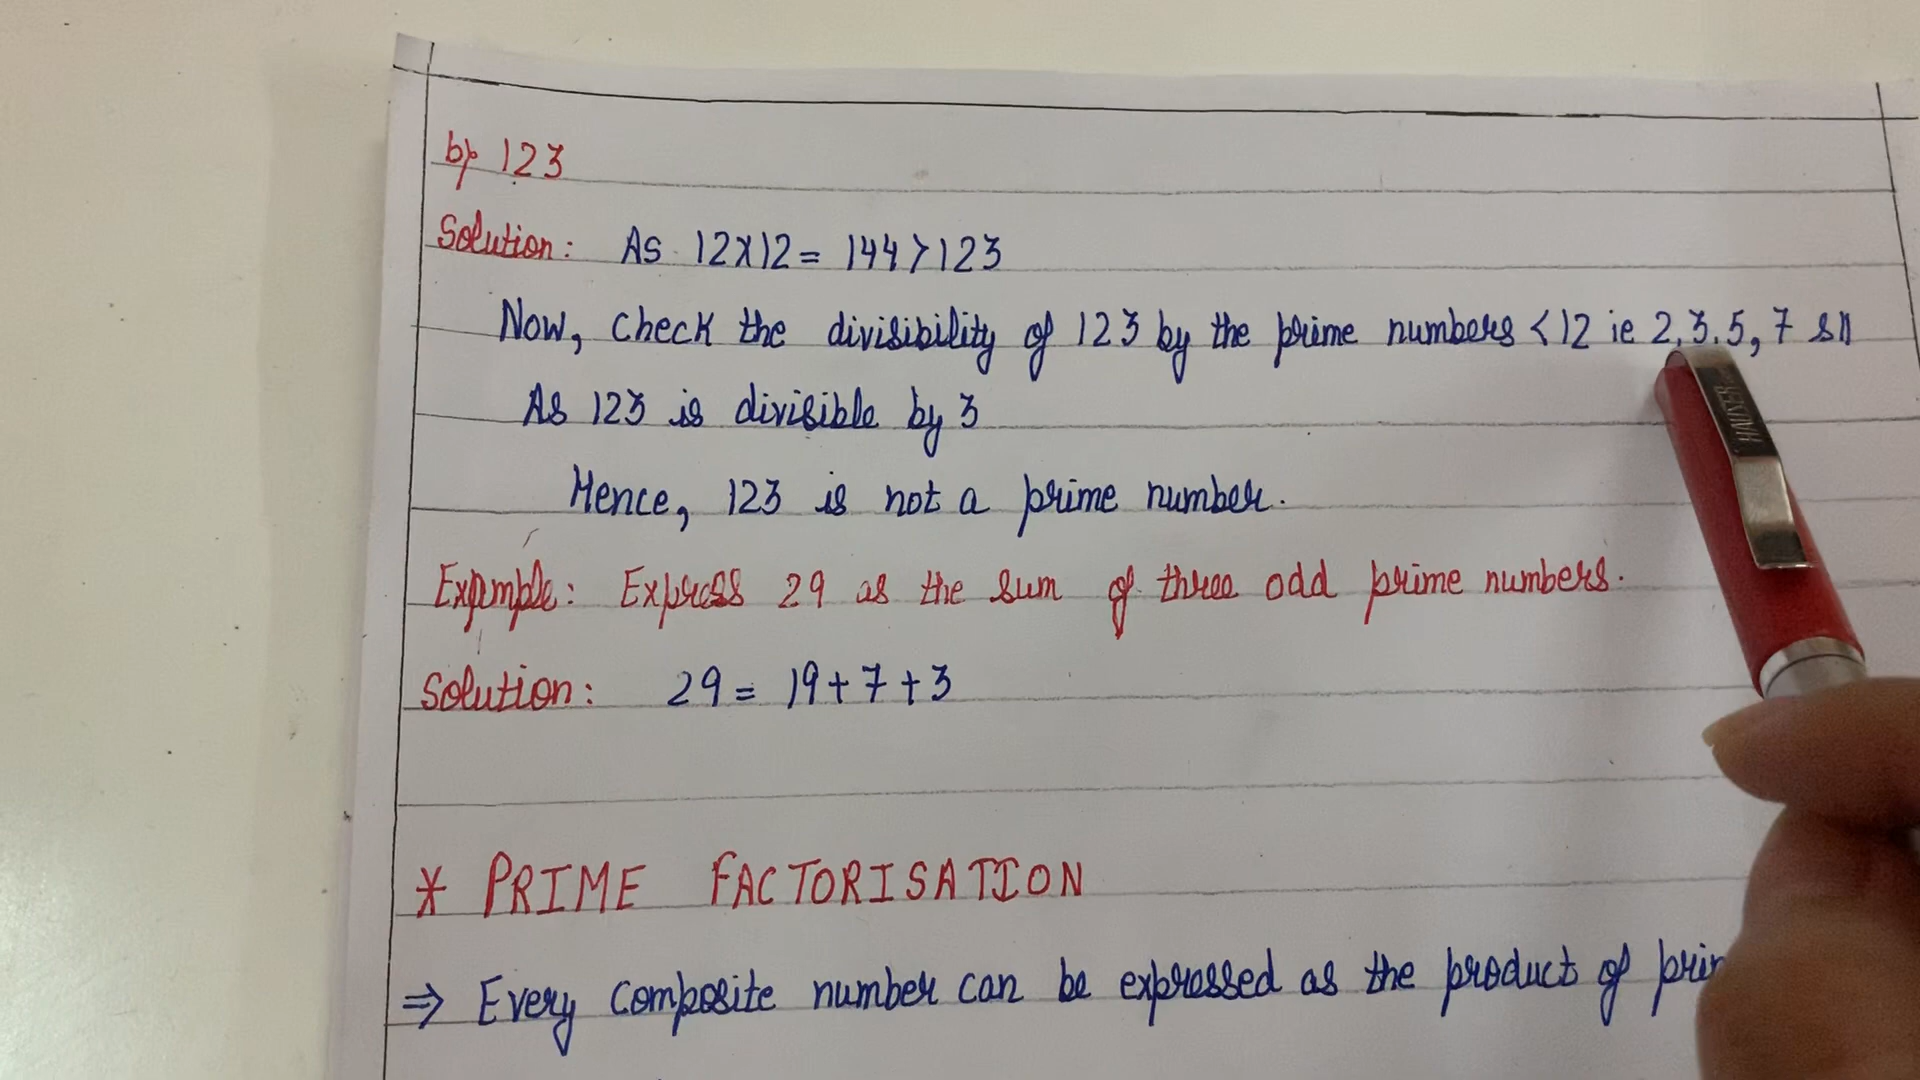 b) 123
Solution: As 12x12 = 144 > 123
Now, check the divisibility of 123 by the prime numbers < 12 ie 2, 3, 5, 7 & 11
As 123 is divisible by 3
Hence, 123 is not a prime number.
Example: Express 29 as the sum of three odd prime numbers.
Solution: 29 = 19 + 7 + 3
* PRIME FACTORISATION
⇒ Every composite number can be expressed as the product of